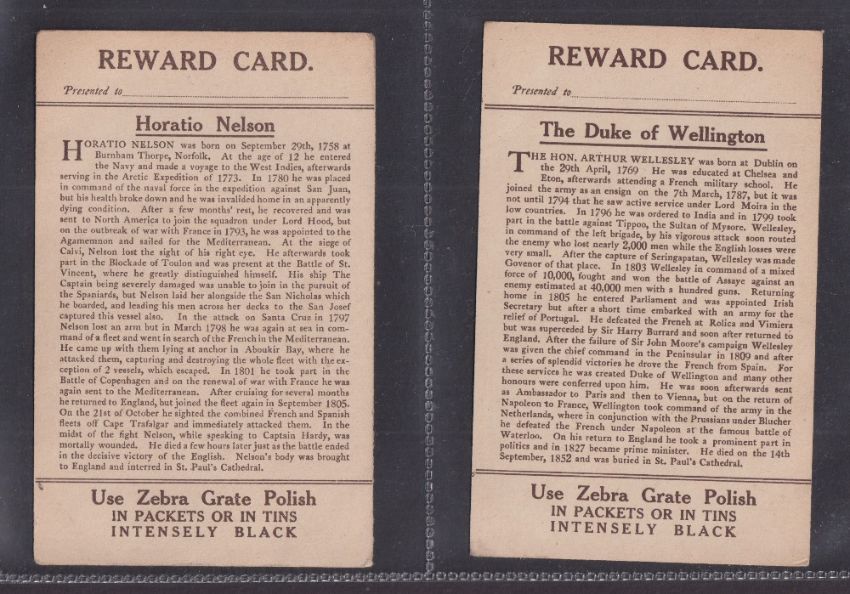 REWARD CARD.
Presented to
Horatio Nelson
HORATIO NELSON was born on September 29th, 1758 at
Burnham Thorpe, Norfolk. At the age of 12 he entered
the Navy and made a voyage to the West Indies, afterwards
serving in the Arctic Expedition of 1773. In 1780 he was placed
in command of the naval force in the expedition against San Juan,
but his health broke down and he was invalided home in an apparently
dying condition. After a few months' rest, he recovered and was
sent to North America to join the squadron under Lord Hood, but
on the outbreak of war with France in 1793, he was appointed to the
Agamemnon and sailed for the Mediterranean. At the siege of
Calvi, Nelson lost the sight of his right eye. He afterwards took
part in the Blockade of Toulon and was present at the Battle of St.
Vincent, where he greatly distinguished himself. His ship The
Captain being severely damaged was unable to join in the pursuit of
the Spaniards, but Nelson laid her alongside the San Nicholas which
he boarded, and leading his men across her decks to the San Josef
captured this vessel also. In the attack on Santa Cruz in 1797
Nelson lost an arm but in March 1798 he was again at sea in com-
mand of a fleet and went in search of the French in the Mediterranean.
He came up with them lying at anchor in Aboukir Bay, where he
attacked them, capturing and destroying the whole fleet with the ex-
ception of 2 vessels, which escaped. In 1801 he took part in the
Battle of Copenhagen and on the renewal of war with France he was
again sent to the Mediterranean. After cruising for several months
he returned to England, but joined the fleet again in September 1805.
On the 21st of October he sighted the combined French and Spanish
fleets off Cape Trafalgar and immediately attacked them. In the
midst of the fight Nelson, while speaking to Captain Hardy, was
mortally wounded. He died a few hours later just as the battle ended
in the decisive victory of the English. Nelson's body was brought
to England and interred in St. Paul's Cathedral.
Use Zebra Grate Polish
IN PACKETS OR IN TINS
INTENSELY BLACK
REWARD CARD.
Presented to
The Duke of Wellington
THE HON. ARTHUR WELLESLEY was born at Dublin on
the 29th April, 1769 He was educated at Chelsea and
Eton, afterwards attending a French military school. He
joined the army as an ensign on the 7th March, 1787, but it was
not until 1794 that he saw active service under Lord Moira in the
low countries. In 1796 he was ordered to India and in 1799 took
part in the battle against Tippoo, the Sultan of Mysore. Wellesley,
in command of the left brigade, by his vigorous attack soon routed
the enemy who lost nearly 2,000 men while the English losses were
very small. After the capture of Seringapatan, Wellesley was made
Govenor of that place. In 1803 Wellesley in command of a mixed
force of 10,000, fought and won the battle of Assaye against an
enemy estimated at 40,000 men with a hundred guns. Returning
home in 1805 he entered Parliament and was appointed Irish
Secretary but after a short time embarked with an army for the
relief of Portugal. He defeated the French at Rolica and Vimiera
but was superceded by Sir Harry Burrard and soon after returned to
England. After the failure of Sir John Moore's campaign Wellesley
was given the chief command in the Peninsular in 1809 and after
a series of splendid victories he drove the French from Spain. For
these services he was created Duke of Wellington and many other
honours were conferred upon him. He was soon afterwards sent
as Ambassador to Paris and then to Vienna, but on the return of
Napoleon to France, Wellington took command of the army in the
Netherlands, where in conjunction with the Prussians under Blucher
he defeated the French under Napoleon at the famous battle of
Waterloo. On his return to England he took a prominent part in
politics and in 1827 became prime minister. He died on the 14th
September, 1852 and was buried in St. Paul's Cathedral.
Use Zebra Grate Polish
IN PACKETS OR IN TINS
INTENSELY BLACK